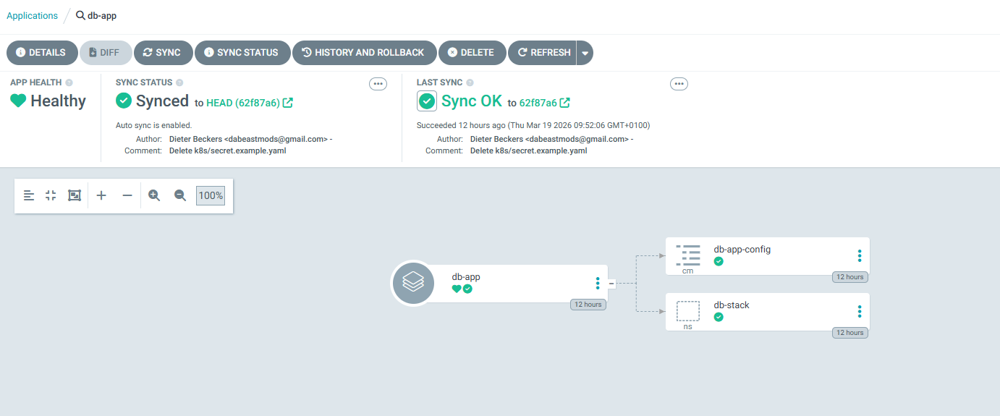 Applications / db-app
DETAILS DIFF SYNC SYNC STATUS HISTORY AND ROLLBACK DELETE REFRESH
APP HEALTH
Healthy
SYNC STATUS
Synced to HEAD (62f87a6)
Auto sync is enabled.
Author: Dieter Beckers <dabeastmods@gmail.com> -
Comment: Delete k8s/secret.example.yaml
LAST SYNC
Sync OK to 62f87a6
Succeeded 12 hours ago (Thu Mar 19 2026 09:52:06 GMT+0100)
Author: Dieter Beckers <dabeastmods@gmail.com> -
Comment: Delete k8s/secret.example.yaml
100%
db-app
12 hours
db-app-config
cm
12 hours
db-stack
ns
12 hours